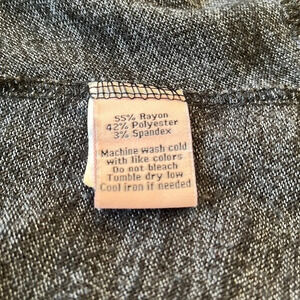 55% Rayon
42% Polyester
3% Spandex
Machine wash cold
with like colors
Do not bleach
Tumble dry low
Cool iron if needed